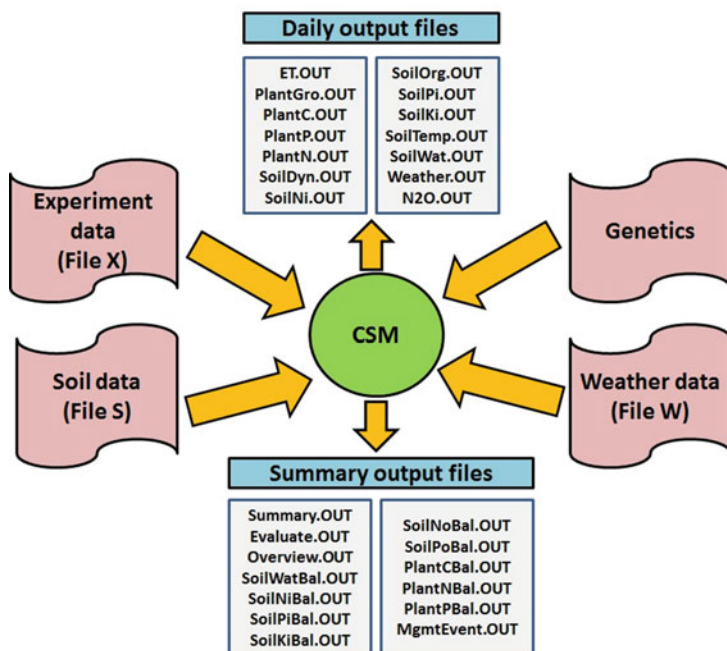 Daily output files
ET.OUT
PlantGro.OUT
PlantC.OUT
PlantP.OUT
PlantN.OUT
SoilDyn.OUT
SoilNi.OUT
SoilOrg.OUT
SoilPi.OUT
SoilKi.OUT
SoilTemp.OUT
SoilWat.OUT
Weather.OUT
N2O.OUT
Experiment
data
(File X)
Genetics
CSM
Soil data
(File S)
Weather data
(File W)
Summary output files
Summary.OUT
Evaluate.OUT
Overview.OUT
SoilWatBal.OUT
SoilNiBal.OUT
SoilPiBal.OUT
SoilKiBal.OUT
SoilNoBal.OUT
SoilPoBal.OUT
PlantCBal.OUT
PlantNBal.OUT
PlantPBal.OUT
MgmtEvent.OUT